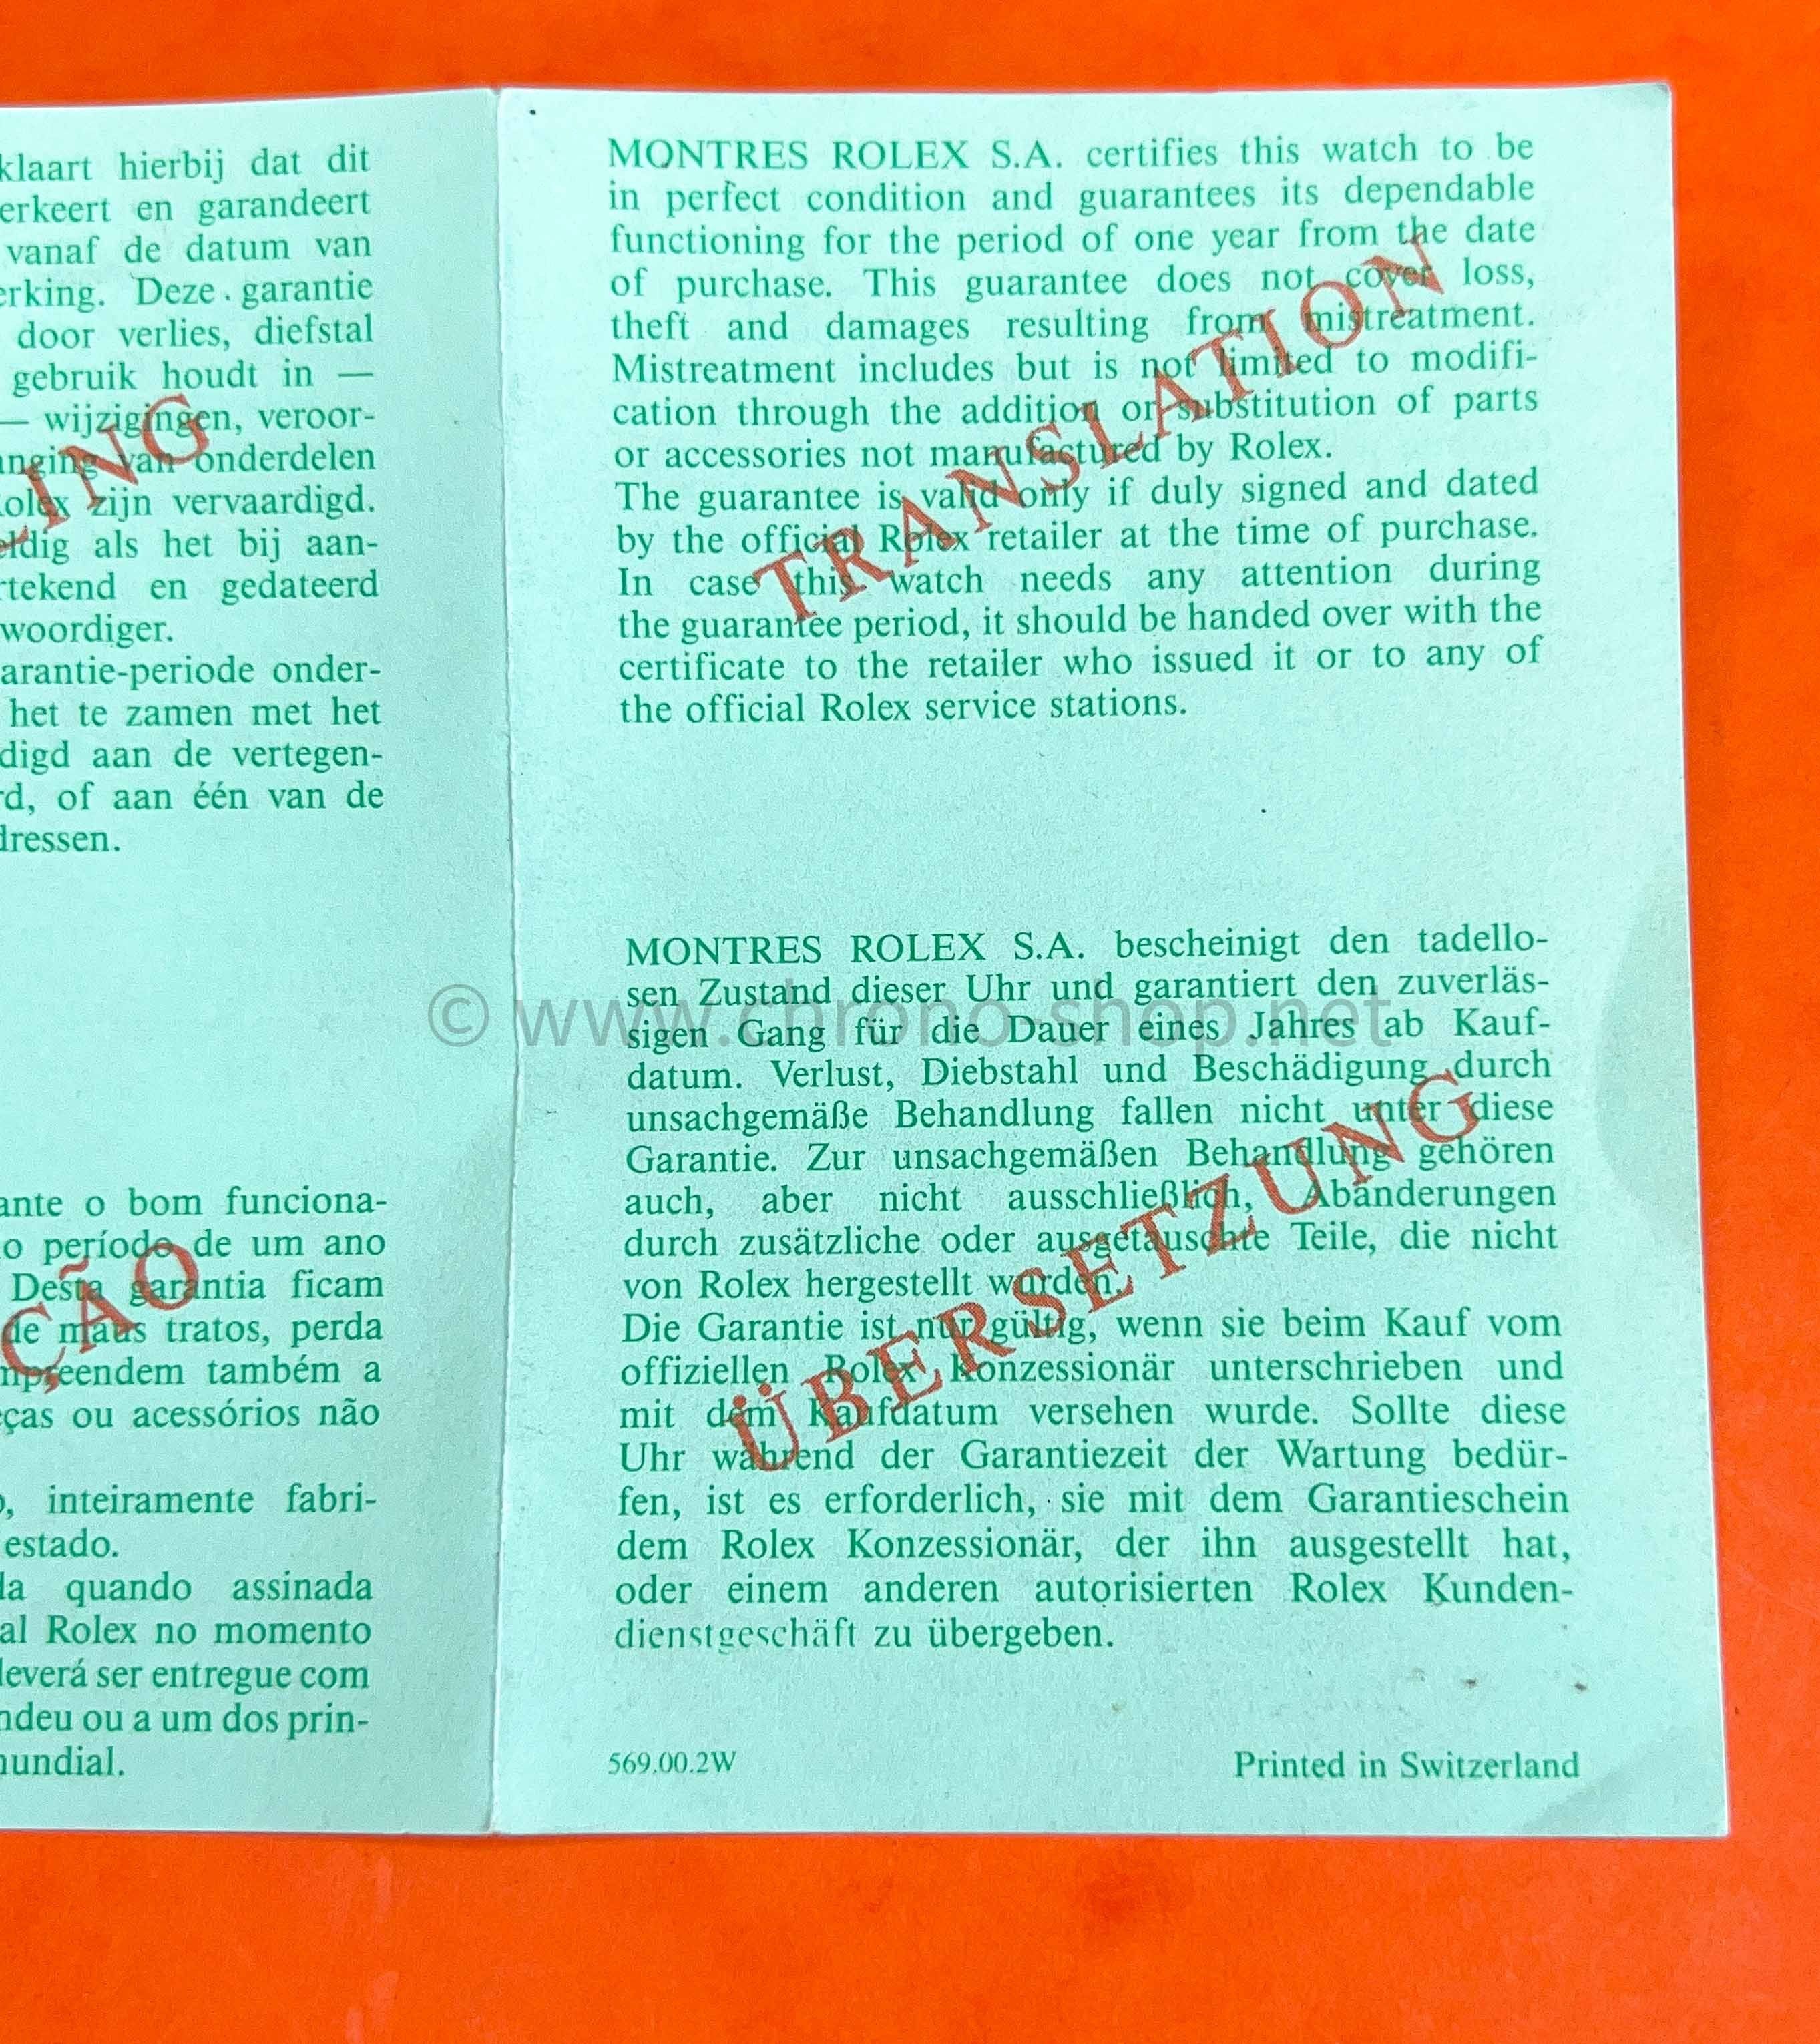 klaart hierbij dat dit
erkeert en garandeert
vanaf de datum van
erking. Deze garantie
door verlies, diefstal
gebruik houdt in —
— wijzigingen, veroor-
anging van onderdelen
olex zijn vervaardigd.
eldig als het bij aan-
rtekend en gedateerd
woordiger.
arantie-periode onder-
het te zamen met het
digd aan de vertegen-
rd, of aan één van de
dressen.
LING
ante o bom funciona-
o período de um ano
Desta garantia ficam
de maus tratos, perda
mpreendem também a
eças ou acessórios não
o, inteiramente fabri-
estado.
da quando assinada
al Rolex no momento
deverá ser entregue com
ndeu ou a um dos prin-
mundial.
ÇÃO
MONTRES ROLEX S.A. certifies this watch to be
in perfect condition and guarantees its dependable
functioning for the period of one year from the date
of purchase. This guarantee does not cover loss,
theft and damages resulting from mistreatment.
Mistreatment includes but is not limited to modifi-
cation through the addition or substitution of parts
or accessories not manufactured by Rolex.
The guarantee is valid only if duly signed and dated
by the official Rolex retailer at the time of purchase.
In case this watch needs any attention during
the guarantee period, it should be handed over with the
certificate to the retailer who issued it or to any of
the official Rolex service stations.
TRANSLATION
MONTRES ROLEX S.A. bescheinigt den tadello-
sen Zustand dieser Uhr und garantiert den zuverläs-
sigen Gang für die Dauer eines Jahres ab Kauf-
datum. Verlust, Diebstahl und Beschädigung durch
unsachgemäße Behandlung fallen nicht unter diese
Garantie. Zur unsachgemäßen Behandlung gehören
auch, aber nicht ausschließlich, Abänderungen
durch zusätzliche oder ausgetauschte Teile, die nicht
von Rolex hergestellt wurden.
Die Garantie ist nur gültig, wenn sie beim Kauf vom
offiziellen Rolex Konzessionär unterschrieben und
mit dem Kaufdatum versehen wurde. Sollte diese
Uhr während der Garantiezeit der Wartung bedür-
fen, ist es erforderlich, sie mit dem Garantieschein
dem Rolex Konzessionär, der ihn ausgestellt hat,
oder einem anderen autorisierten Rolex Kunden-
dienstgeschäft zu übergeben.
ÜBERSETZUNG
© www.chrono-shop.net
569.00.2W
Printed in Switzerland